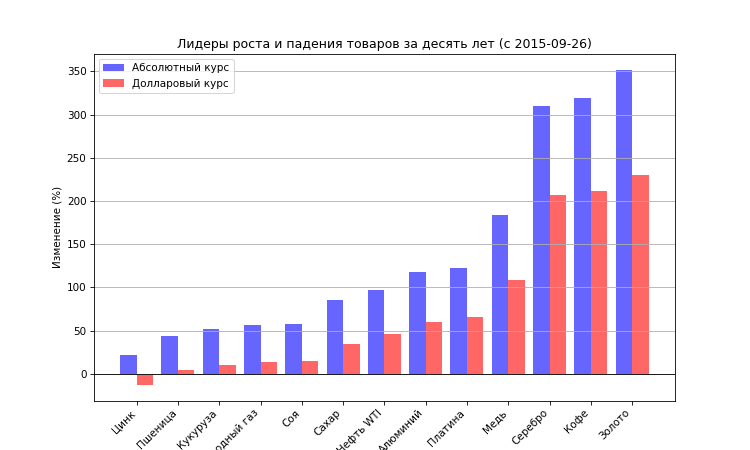 Лидеры роста и падения товаров за десять лет (с 2015-09-26)
Абсолютный курс
Долларовый курс
Изменение (%)
350
300
250
200
150
100
50
0
Цинк
Пшеница
Кукуруза
одный газ
Соя
Сахар
Нефть WTI
Алюминий
Платина
Медь
Серебро
Кофе
Золото